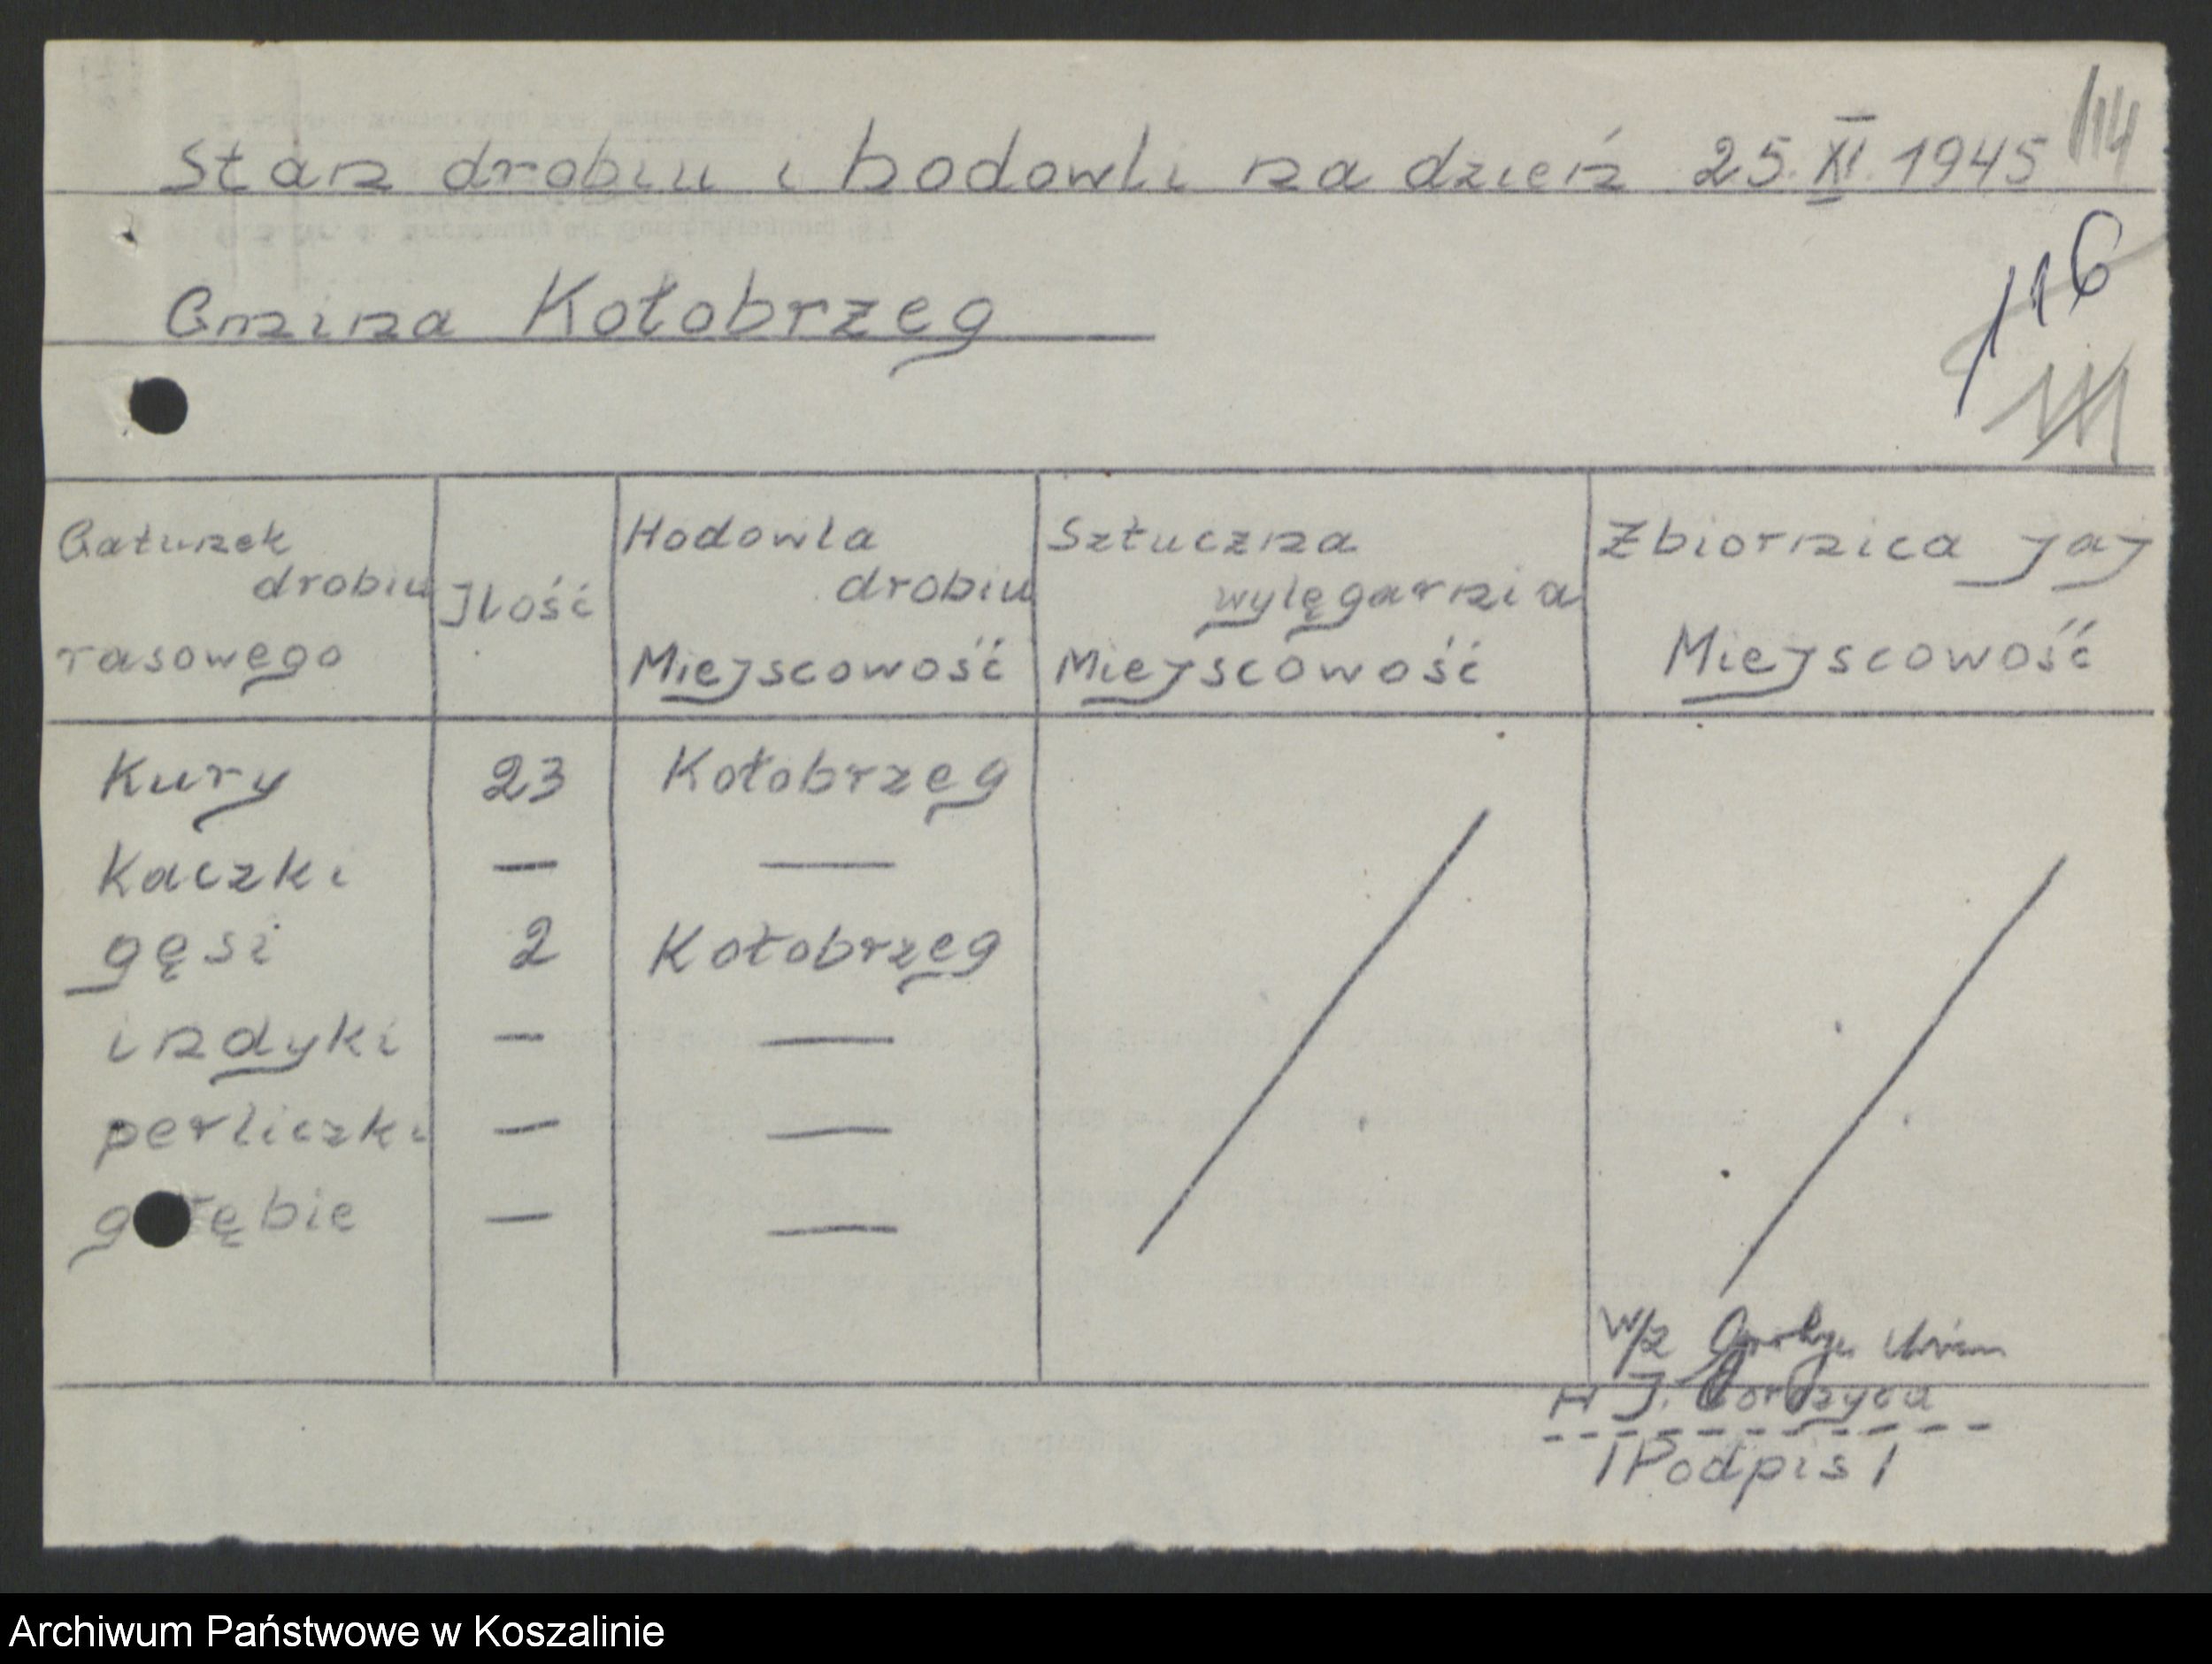 Stan drobiu i hodowli na dzień 25.XI.1945
114
116
111
Gmina Kołobrzeg
Gatunek drobiu rasowego
Ilość
Hodowla drobiu Miejscowość
Sztuczna wylęgarnia Miejscowość
Zbiornica jaj Miejscowość
Kury 23 Kołobrzeg
Kaczki — —
gęsi 2 Kołobrzeg
indyki — —
perliczki — —
gołębie — —
W/z
/Podpis/
Archiwum Państwowe w Koszalinie